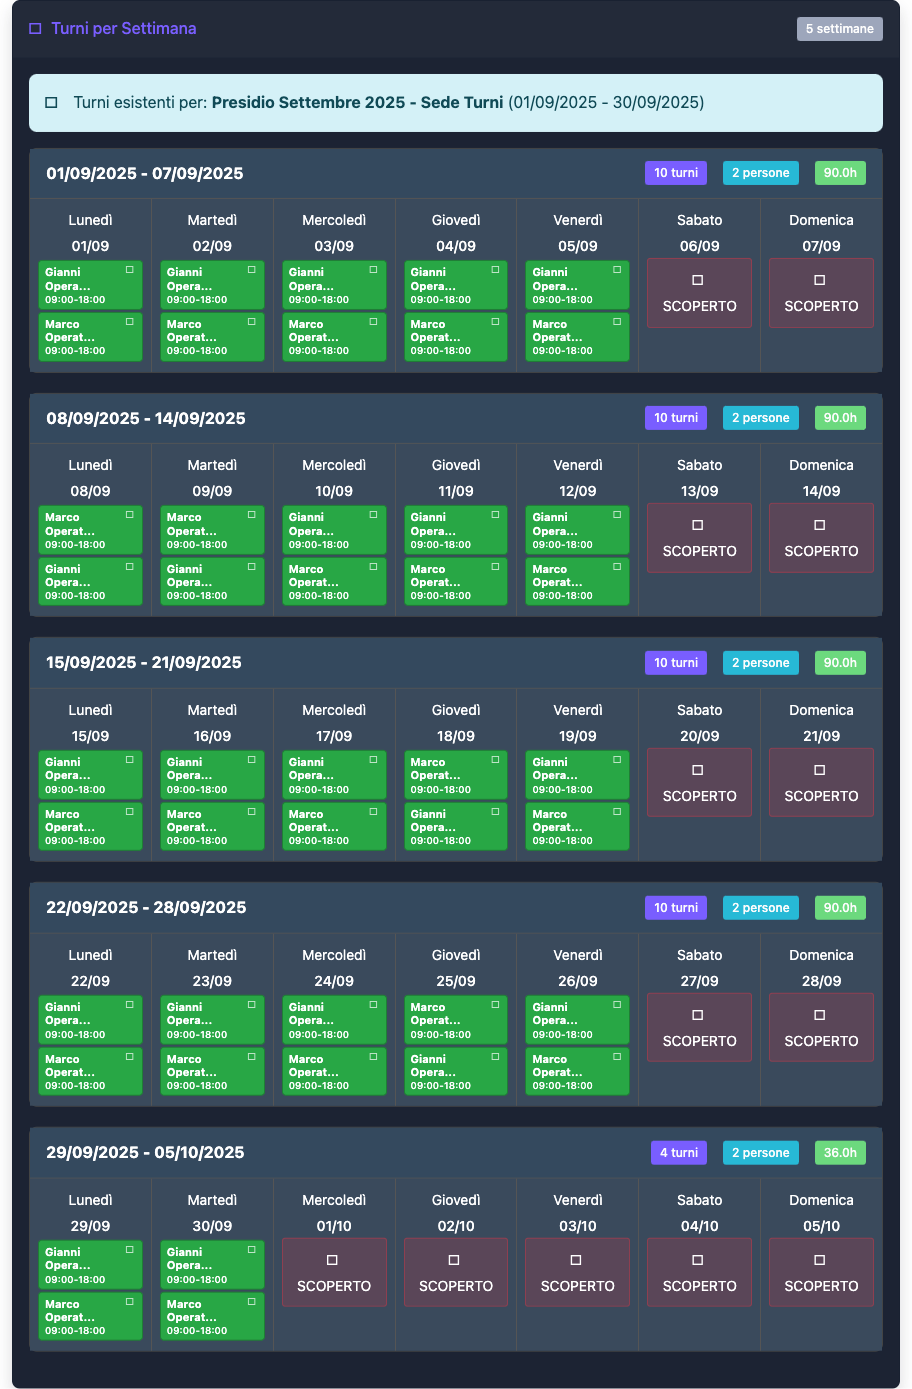 Turni per Settimana
5 settimane
Turni esistenti per: Presidio Settembre 2025 - Sede Turni (01/09/2025 - 30/09/2025)
01/09/2025 - 07/09/2025
10 turni
2 persone
90.0h
Lunedì
01/09
Gianni
Opera...
09:00-18:00
Marco
Operat...
09:00-18:00
Martedì
02/09
Gianni
Opera...
09:00-18:00
Marco
Operat...
09:00-18:00
Mercoledì
03/09
Gianni
Opera...
09:00-18:00
Marco
Operat...
09:00-18:00
Giovedì
04/09
Gianni
Opera...
09:00-18:00
Marco
Operat...
09:00-18:00
Venerdì
05/09
Gianni
Opera...
09:00-18:00
Marco
Operat...
09:00-18:00
Sabato
06/09
SCOPERTO
Domenica
07/09
SCOPERTO
08/09/2025 - 14/09/2025
10 turni
2 persone
90.0h
Lunedì
08/09
Marco
Operat...
09:00-18:00
Gianni
Opera...
09:00-18:00
Martedì
09/09
Marco
Operat...
09:00-18:00
Gianni
Opera...
09:00-18:00
Mercoledì
10/09
Gianni
Opera...
09:00-18:00
Marco
Operat...
09:00-18:00
Giovedì
11/09
Gianni
Opera...
09:00-18:00
Marco
Operat...
09:00-18:00
Venerdì
12/09
Gianni
Opera...
09:00-18:00
Marco
Operat...
09:00-18:00
Sabato
13/09
SCOPERTO
Domenica
14/09
SCOPERTO
15/09/2025 - 21/09/2025
10 turni
2 persone
90.0h
Lunedì
15/09
Gianni
Opera...
09:00-18:00
Marco
Operat...
09:00-18:00
Martedì
16/09
Gianni
Opera...
09:00-18:00
Marco
Operat...
09:00-18:00
Mercoledì
17/09
Gianni
Opera...
09:00-18:00
Marco
Operat...
09:00-18:00
Giovedì
18/09
Marco
Operat...
09:00-18:00
Gianni
Opera...
09:00-18:00
Venerdì
19/09
Gianni
Opera...
09:00-18:00
Marco
Operat...
09:00-18:00
Sabato
20/09
SCOPERTO
Domenica
21/09
SCOPERTO
22/09/2025 - 28/09/2025
10 turni
2 persone
90.0h
Lunedì
22/09
Gianni
Opera...
09:00-18:00
Marco
Operat...
09:00-18:00
Martedì
23/09
Gianni
Opera...
09:00-18:00
Marco
Operat...
09:00-18:00
Mercoledì
24/09
Gianni
Opera...
09:00-18:00
Marco
Operat...
09:00-18:00
Giovedì
25/09
Marco
Operat...
09:00-18:00
Gianni
Opera...
09:00-18:00
Venerdì
26/09
Gianni
Opera...
09:00-18:00
Marco
Operat...
09:00-18:00
Sabato
27/09
SCOPERTO
Domenica
28/09
SCOPERTO
29/09/2025 - 05/10/2025
4 turni
2 persone
36.0h
Lunedì
29/09
Gianni
Opera...
09:00-18:00
Marco
Operat...
09:00-18:00
Martedì
30/09
Gianni
Opera...
09:00-18:00
Marco
Operat...
09:00-18:00
Mercoledì
01/10
SCOPERTO
Giovedì
02/10
SCOPERTO
Venerdì
03/10
SCOPERTO
Sabato
04/10
SCOPERTO
Domenica
05/10
SCOPERTO